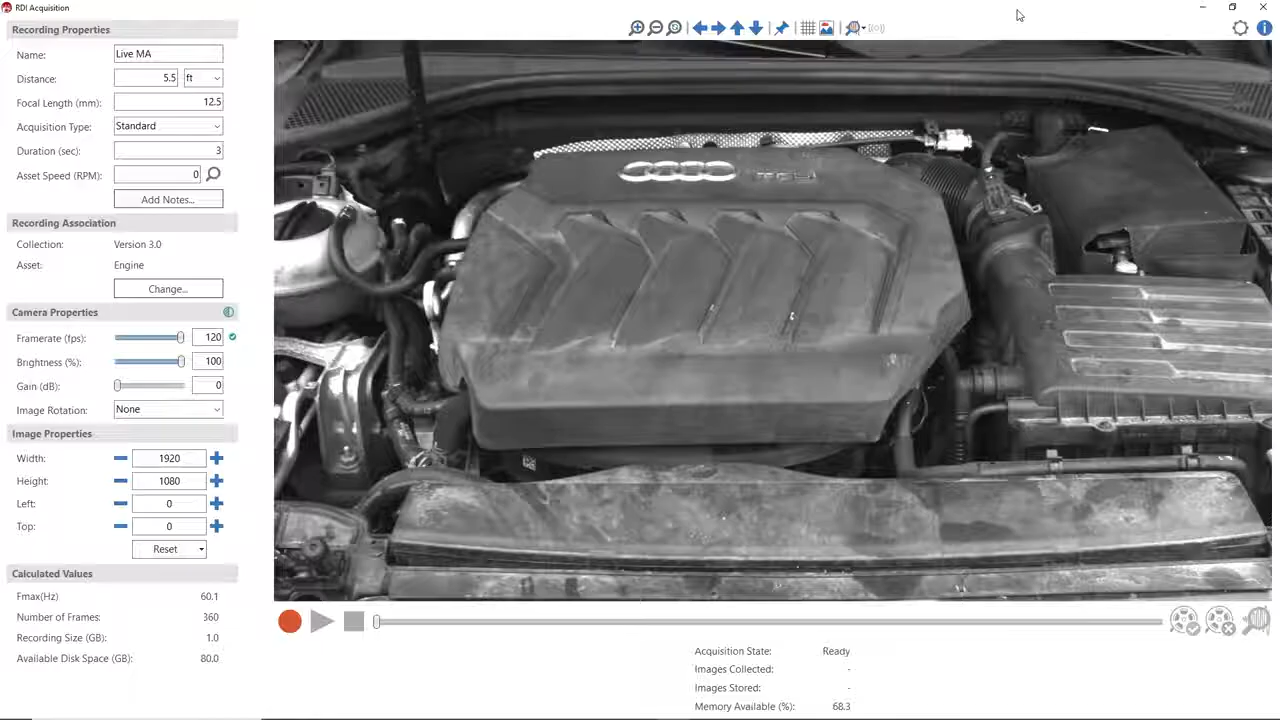 RDI Acquisition
Recording Properties
Name: Live MA
Distance: 5.5 ft
Focal Length (mm): 12.5
Acquisition Type: Standard
Duration (sec): 3
Asset Speed (RPM): 0
Add Notes...
Recording Association
Collection: Version 3.0
Asset: Engine
Change...
Camera Properties
Framerate (fps): 120
Brightness (%): 100
Gain (dB): 0
Image Rotation: None
Image Properties
Width: 1920
Height: 1080
Left: 0
Top: 0
Reset
Calculated Values
Fmax(Hz) 60.1
Number of Frames: 360
Recording Size (GB): 1.0
Available Disk Space (GB): 80.0
Acquisition State: Ready
Images Collected: -
Images Stored: -
Memory Available (%): 68.3